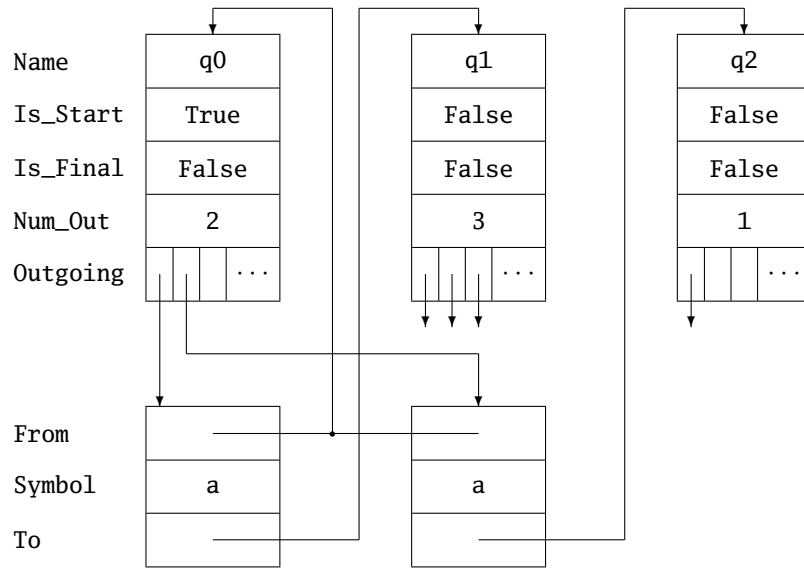 Name q0 q1 q2
Is_Start True False False
Is_Final False False False
Num_Out 2 3 1
Outgoing ... ... ...
From
Symbol a a
To